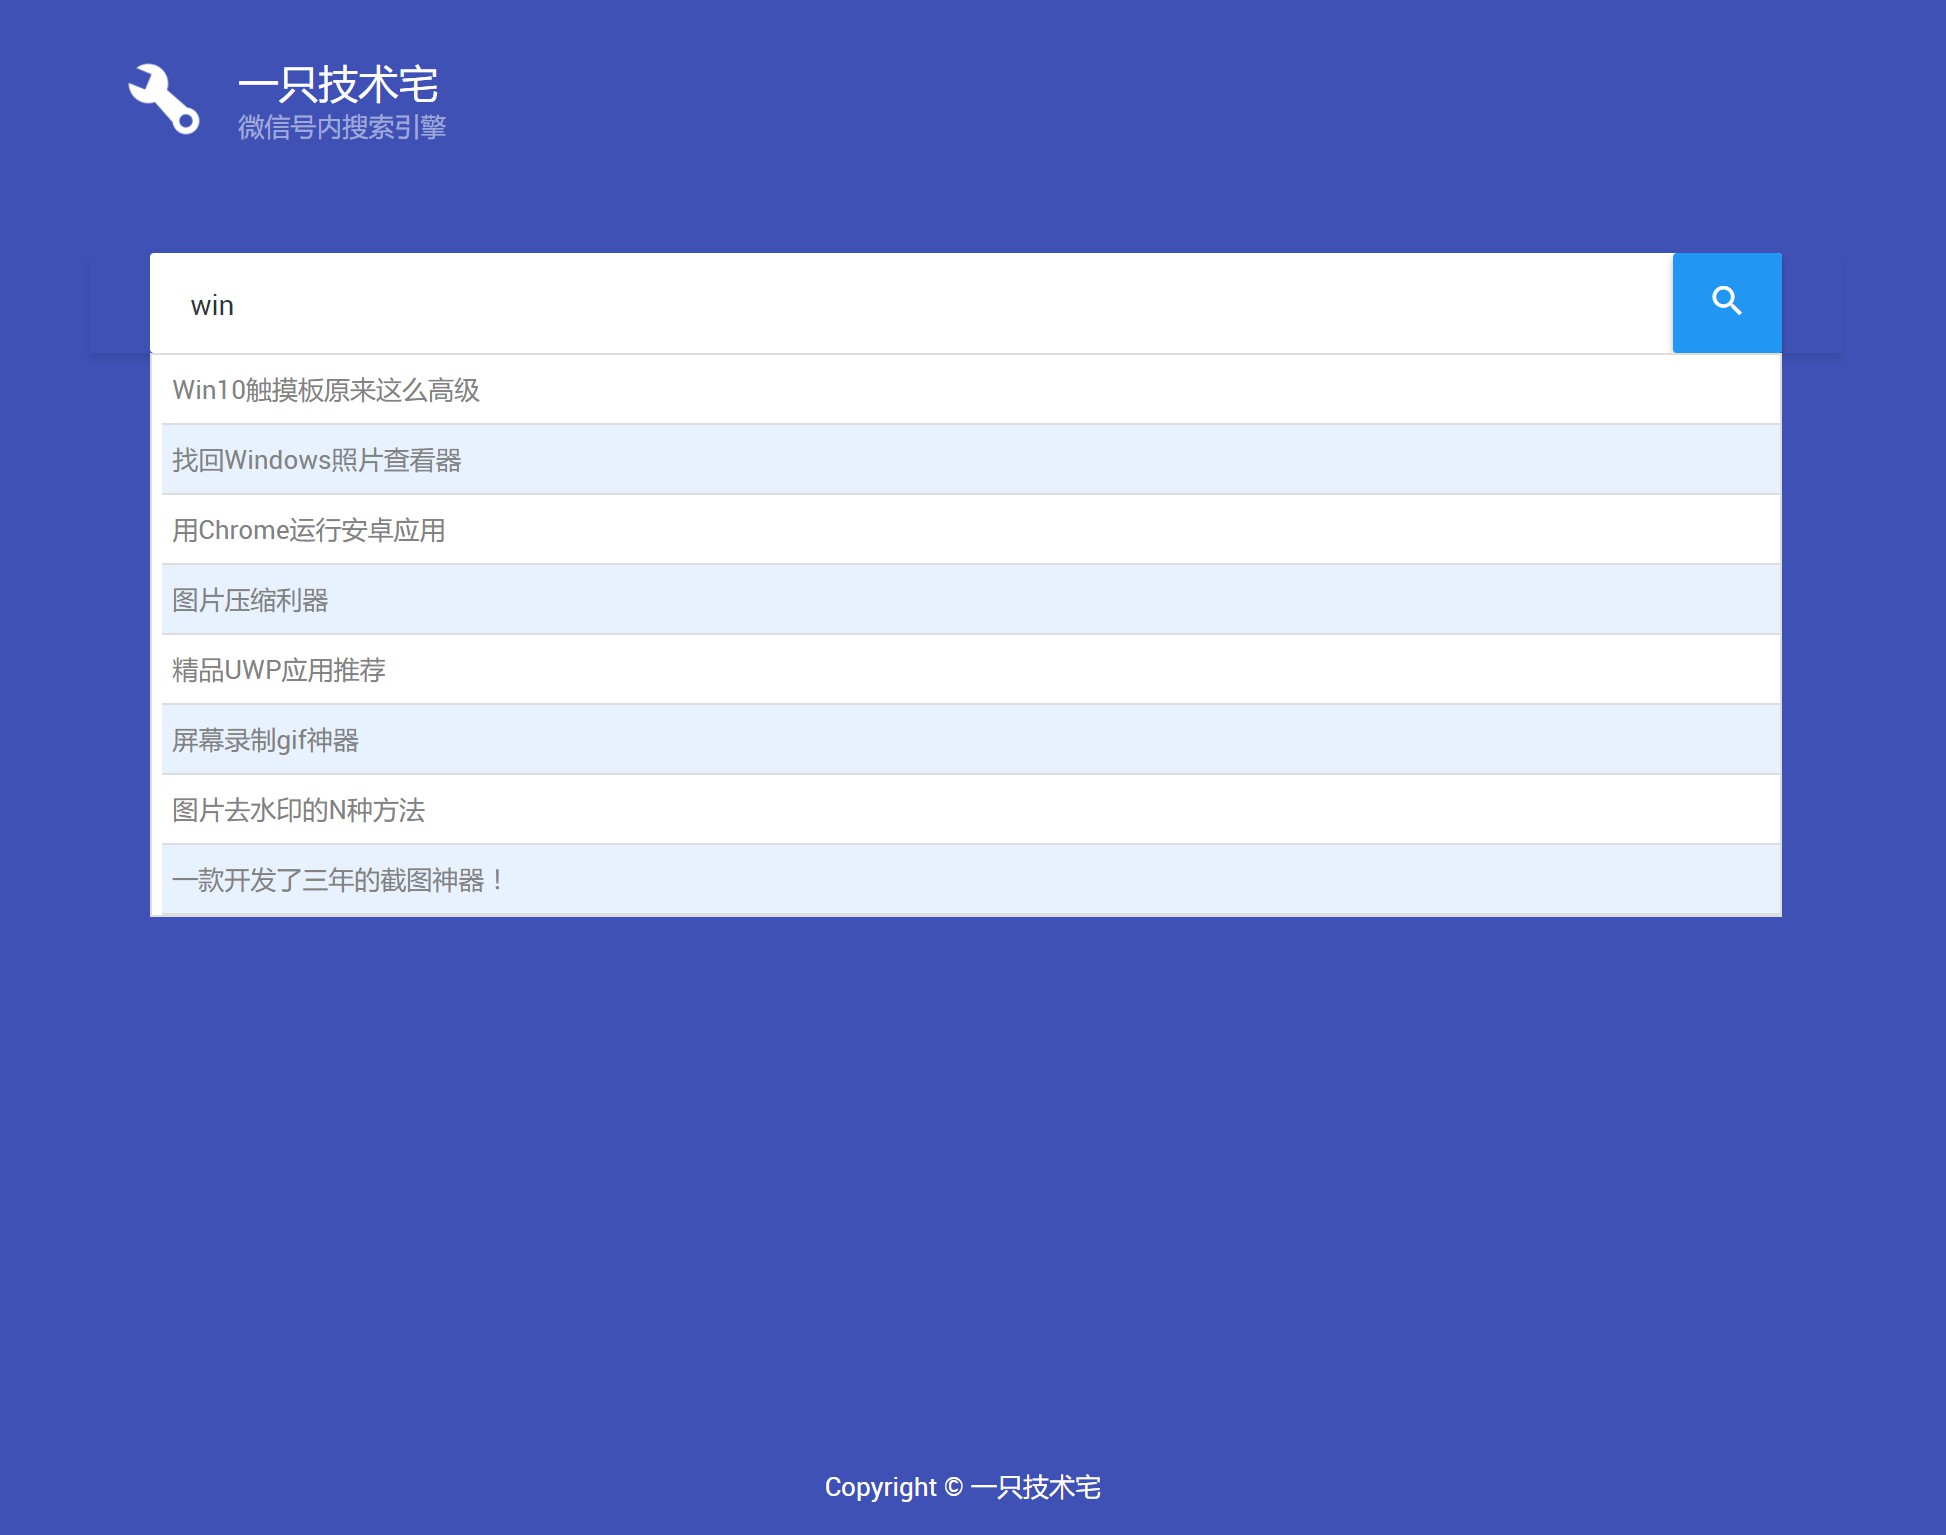 一只技术宅
微信号内搜索引擎
win
Win10触摸板原来这么高级
找回Windows照片查看器
用Chrome运行安卓应用
图片压缩利器
精品UWP应用推荐
屏幕录制gif神器
图片去水印的N种方法
一款开发了三年的截图神器！
Copyright © 一只技术宅